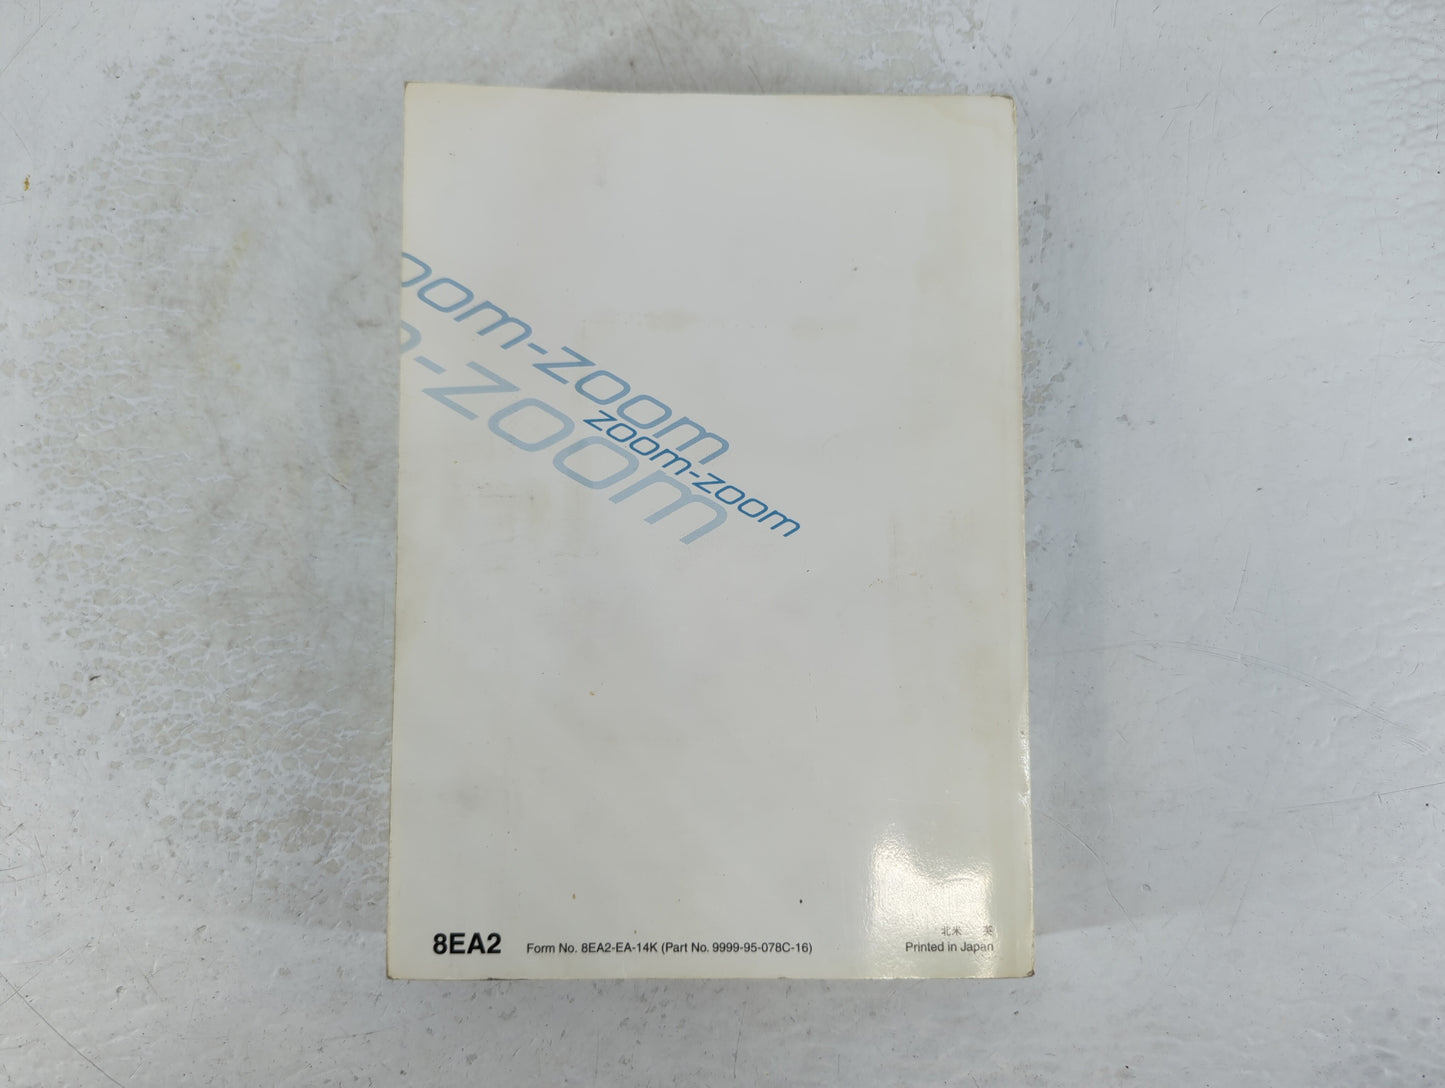 oom-zoom
m-zoom
zoom-zoom
北米 英
8EA2 Form No. 8EA2-EA-14K (Part No. 9999-95-078C-16) Printed in Japan